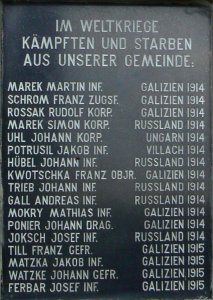 IM WELTKRIEGE
KÄMPFTEN UND STARBEN
AUS UNSERER GEMEINDE:
MAREK MARTIN INF. GALIZIEN 1914
SCHROM FRANZ ZUGSF. GALIZIEN 1914
ROSSAK RUDOLF KORP. GALIZIEN 1914
MAREK SIMON KORP. RUSSLAND 1914
UHL JOHANN KORP. UNGARN 1914
POTRUSIL JAKOB INF. VILLACH 1914
HÜBEL JOHANN INF. RUSSLAND 1914
KWOTSCHKA FRANZ OBJR. GALIZIEN 1914
TRIEB JOHANN INF. RUSSLAND 1914
GALL ANDREAS INF. RUSSLAND 1914
MOKRY MATHIAS INF. GALIZIEN 1914
PONIER JOHANN DRAG. GALIZIEN 1914
JOKSCH JOSEF INF. RUSSLAND 1914
TILL FRANZ GEFR. GALIZIEN 1915
MATZKA JAKOB INF. GALIZIEN 1915
WATZKE JOHANN GEFR. GALIZIEN 1915
FERBAR JOSEF INF. GALIZIEN 1915